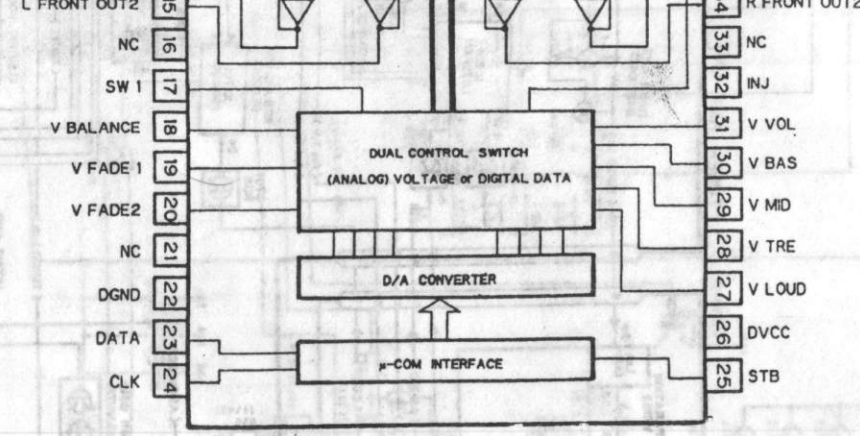 L FRONT OUT2 15
NC 16
SW 1 17
V BALANCE 18
V FADE 1 19
V FADE2 20
NC 21
DGND 22
DATA 23
CLK 24
DUAL CONTROL SWITCH
(ANALOG) VOLTAGE or DIGITAL DATA
D/A CONVERTER
μ-COM INTERFACE
34 R FRONT OUT2
33 NC
32 INJ
31 V VOL
30 V BAS
29 V MID
28 V TRE
27 V LOUD
26 DVCC
25 STB